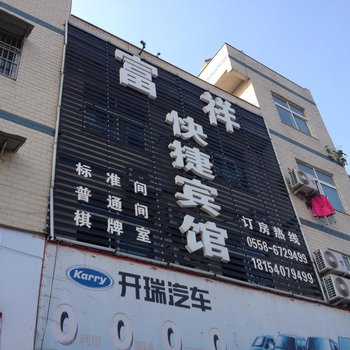 富祥
快捷宾馆
标准间
普通间
棋牌室
订房热线
0558-6729499
18154079499
Karry
开瑞汽车